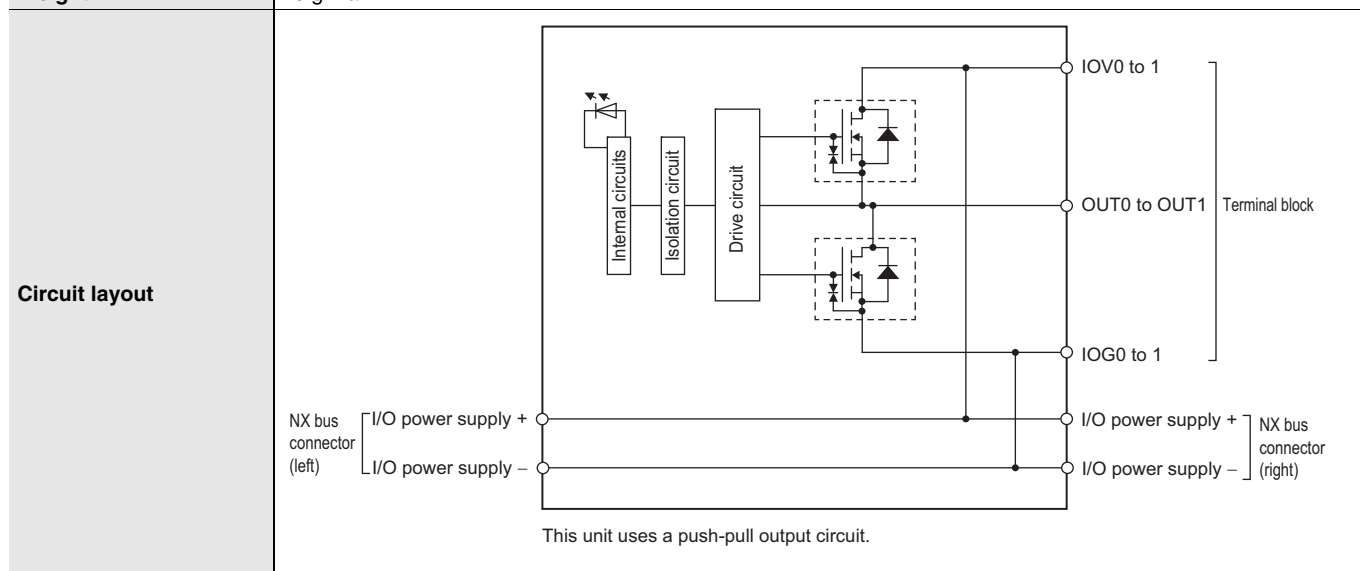 Circuit layout
Internal circuits
Isolation circuit
Drive circuit
IOV0 to 1
OUT0 to OUT1
Terminal block
IOG0 to 1
NX bus
connector
(left)
I/O power supply +
I/O power supply –
I/O power supply +
I/O power supply –
NX bus
connector
(right)
This unit uses a push-pull output circuit.